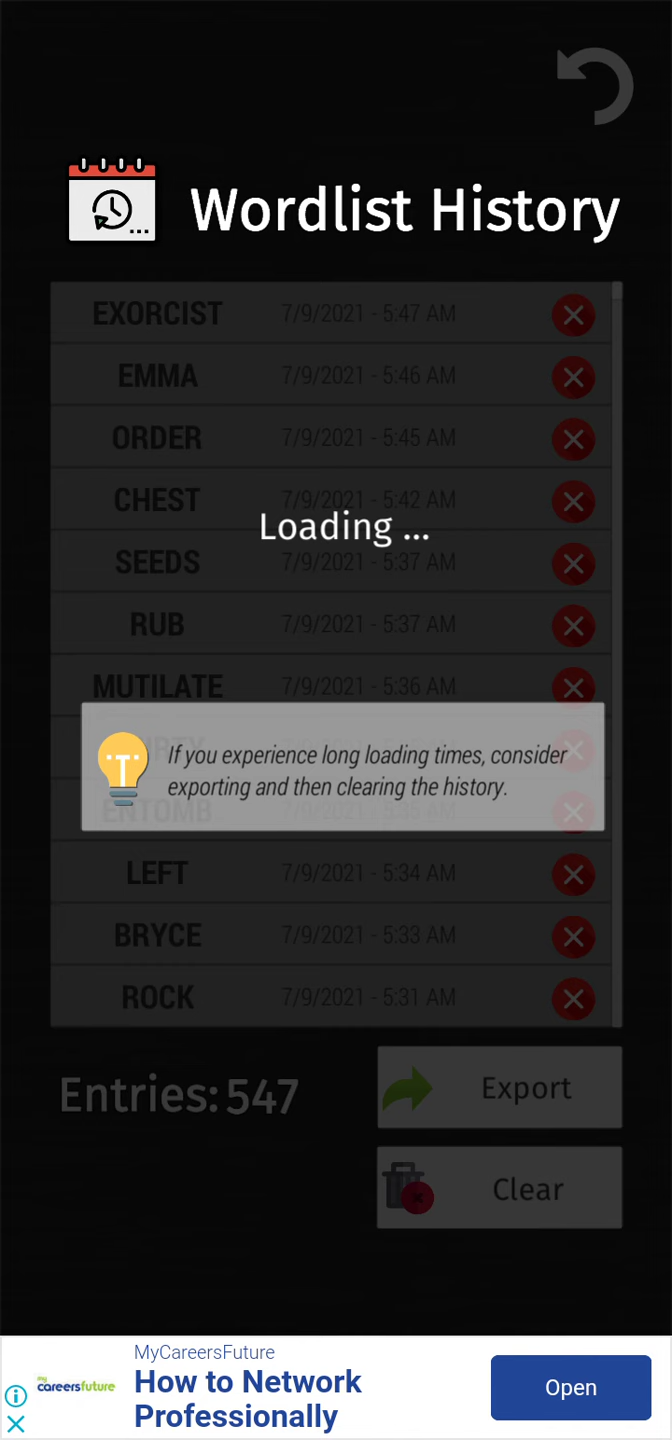 Wordlist History
EXORCIST 7/9/2021 - 5:47 AM
EMMA 7/9/2021 - 5:46 AM
ORDER 7/9/2021 - 5:45 AM
CHEST 7/9/2021 - 5:42 AM
Loading ...
SEEDS 7/9/2021 - 5:37 AM
RUB 7/9/2021 - 5:37 AM
MUTILATE 7/9/2021 - 5:36 AM
If you experience long loading times, consider
exporting and then clearing the history.
ENTOMB
LEFT 7/9/2021 - 5:34 AM
BRYCE 7/9/2021 - 5:33 AM
ROCK 7/9/2021 - 5:31 AM
Entries: 547
Export
Clear
MyCareersFuture
my
careersfuture
How to Network
Professionally
Open